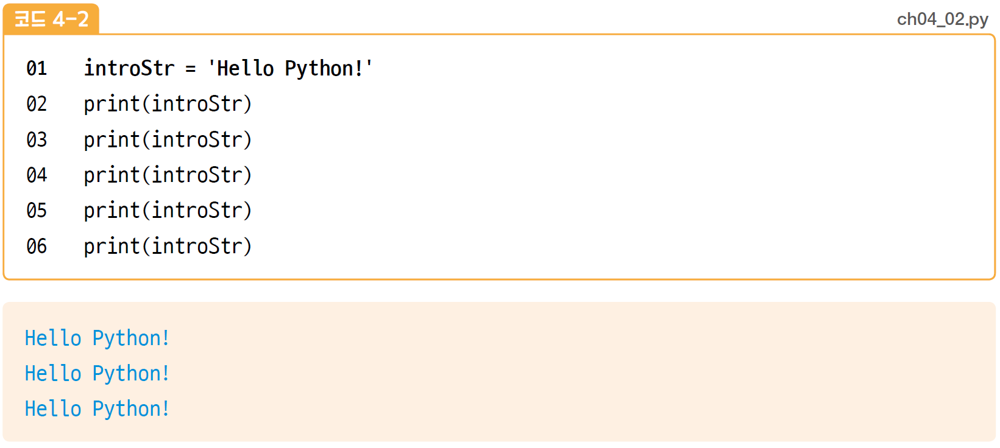 코드 4-2
ch04_02.py
01 introStr = 'Hello Python!'
02 print(introStr)
03 print(introStr)
04 print(introStr)
05 print(introStr)
06 print(introStr)
Hello Python!
Hello Python!
Hello Python!